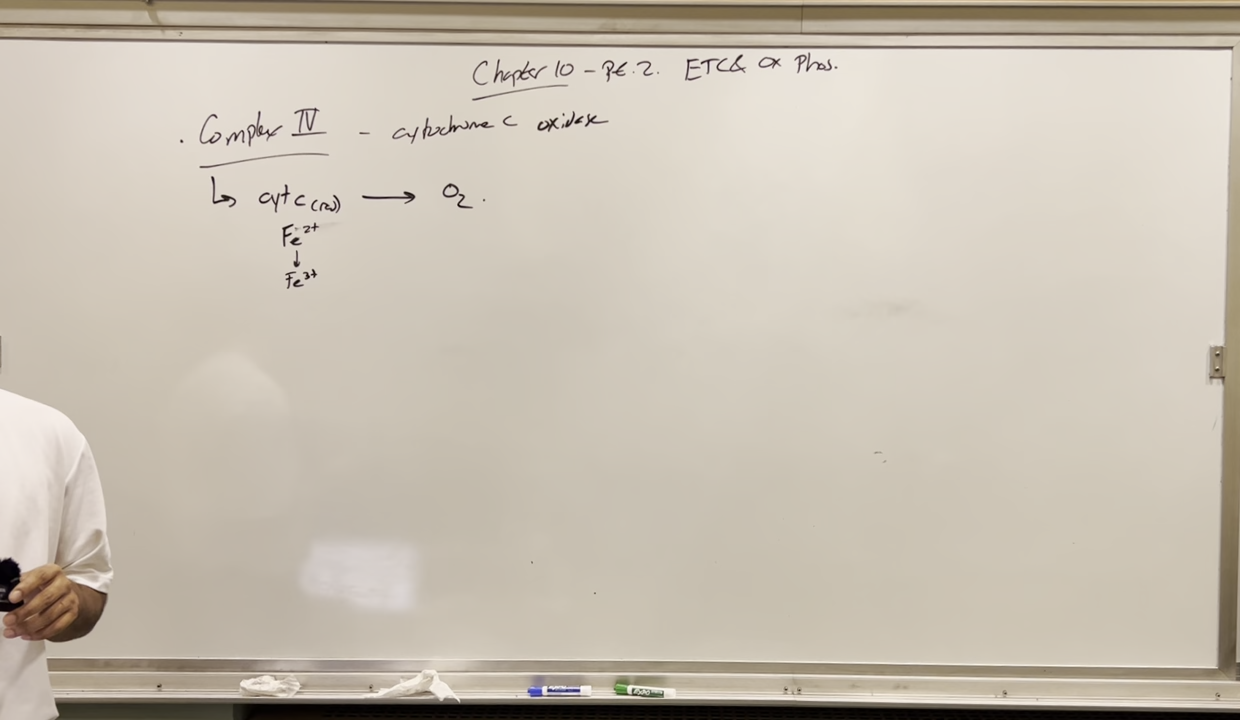 Chapter 10 - Pt. 2. ETC & Ox Phos.
. Complex IV - cytochrome c oxidase
↳ cyt c (red) → O₂.
Fe²⁺
↓
Fe³⁺